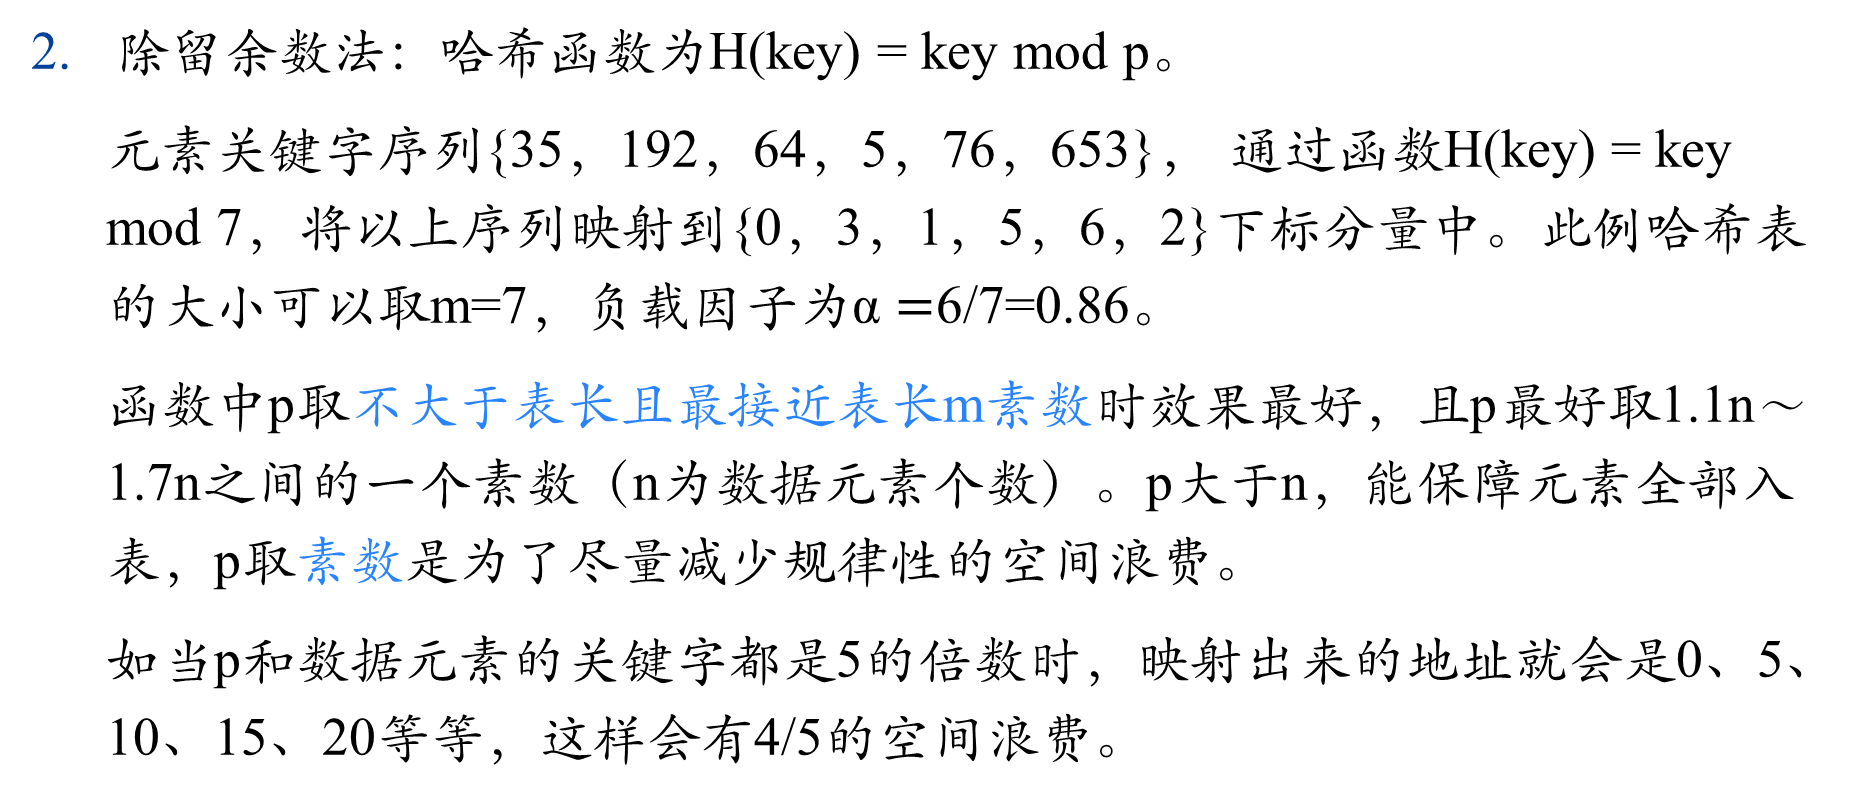 2. 除留余数法：哈希函数为H(key) = key mod p。
元素关键字序列{35，192，64，5，76，653}， 通过函数H(key) = key
mod 7，将以上序列映射到{0，3，1，5，6，2}下标分量中。此例哈希表
的大小可以取m=7，负载因子为α =6/7=0.86。
函数中p取不大于表长且最接近表长m素数时效果最好，且p最好取1.1n～
1.7n之间的一个素数（n为数据元素个数）。p大于n，能保障元素全部入
表，p取素数是为了尽量减少规律性的空间浪费。
如当p和数据元素的关键字都是5的倍数时，映射出来的地址就会是0、5、
10、15、20等等，这样会有4/5的空间浪费。